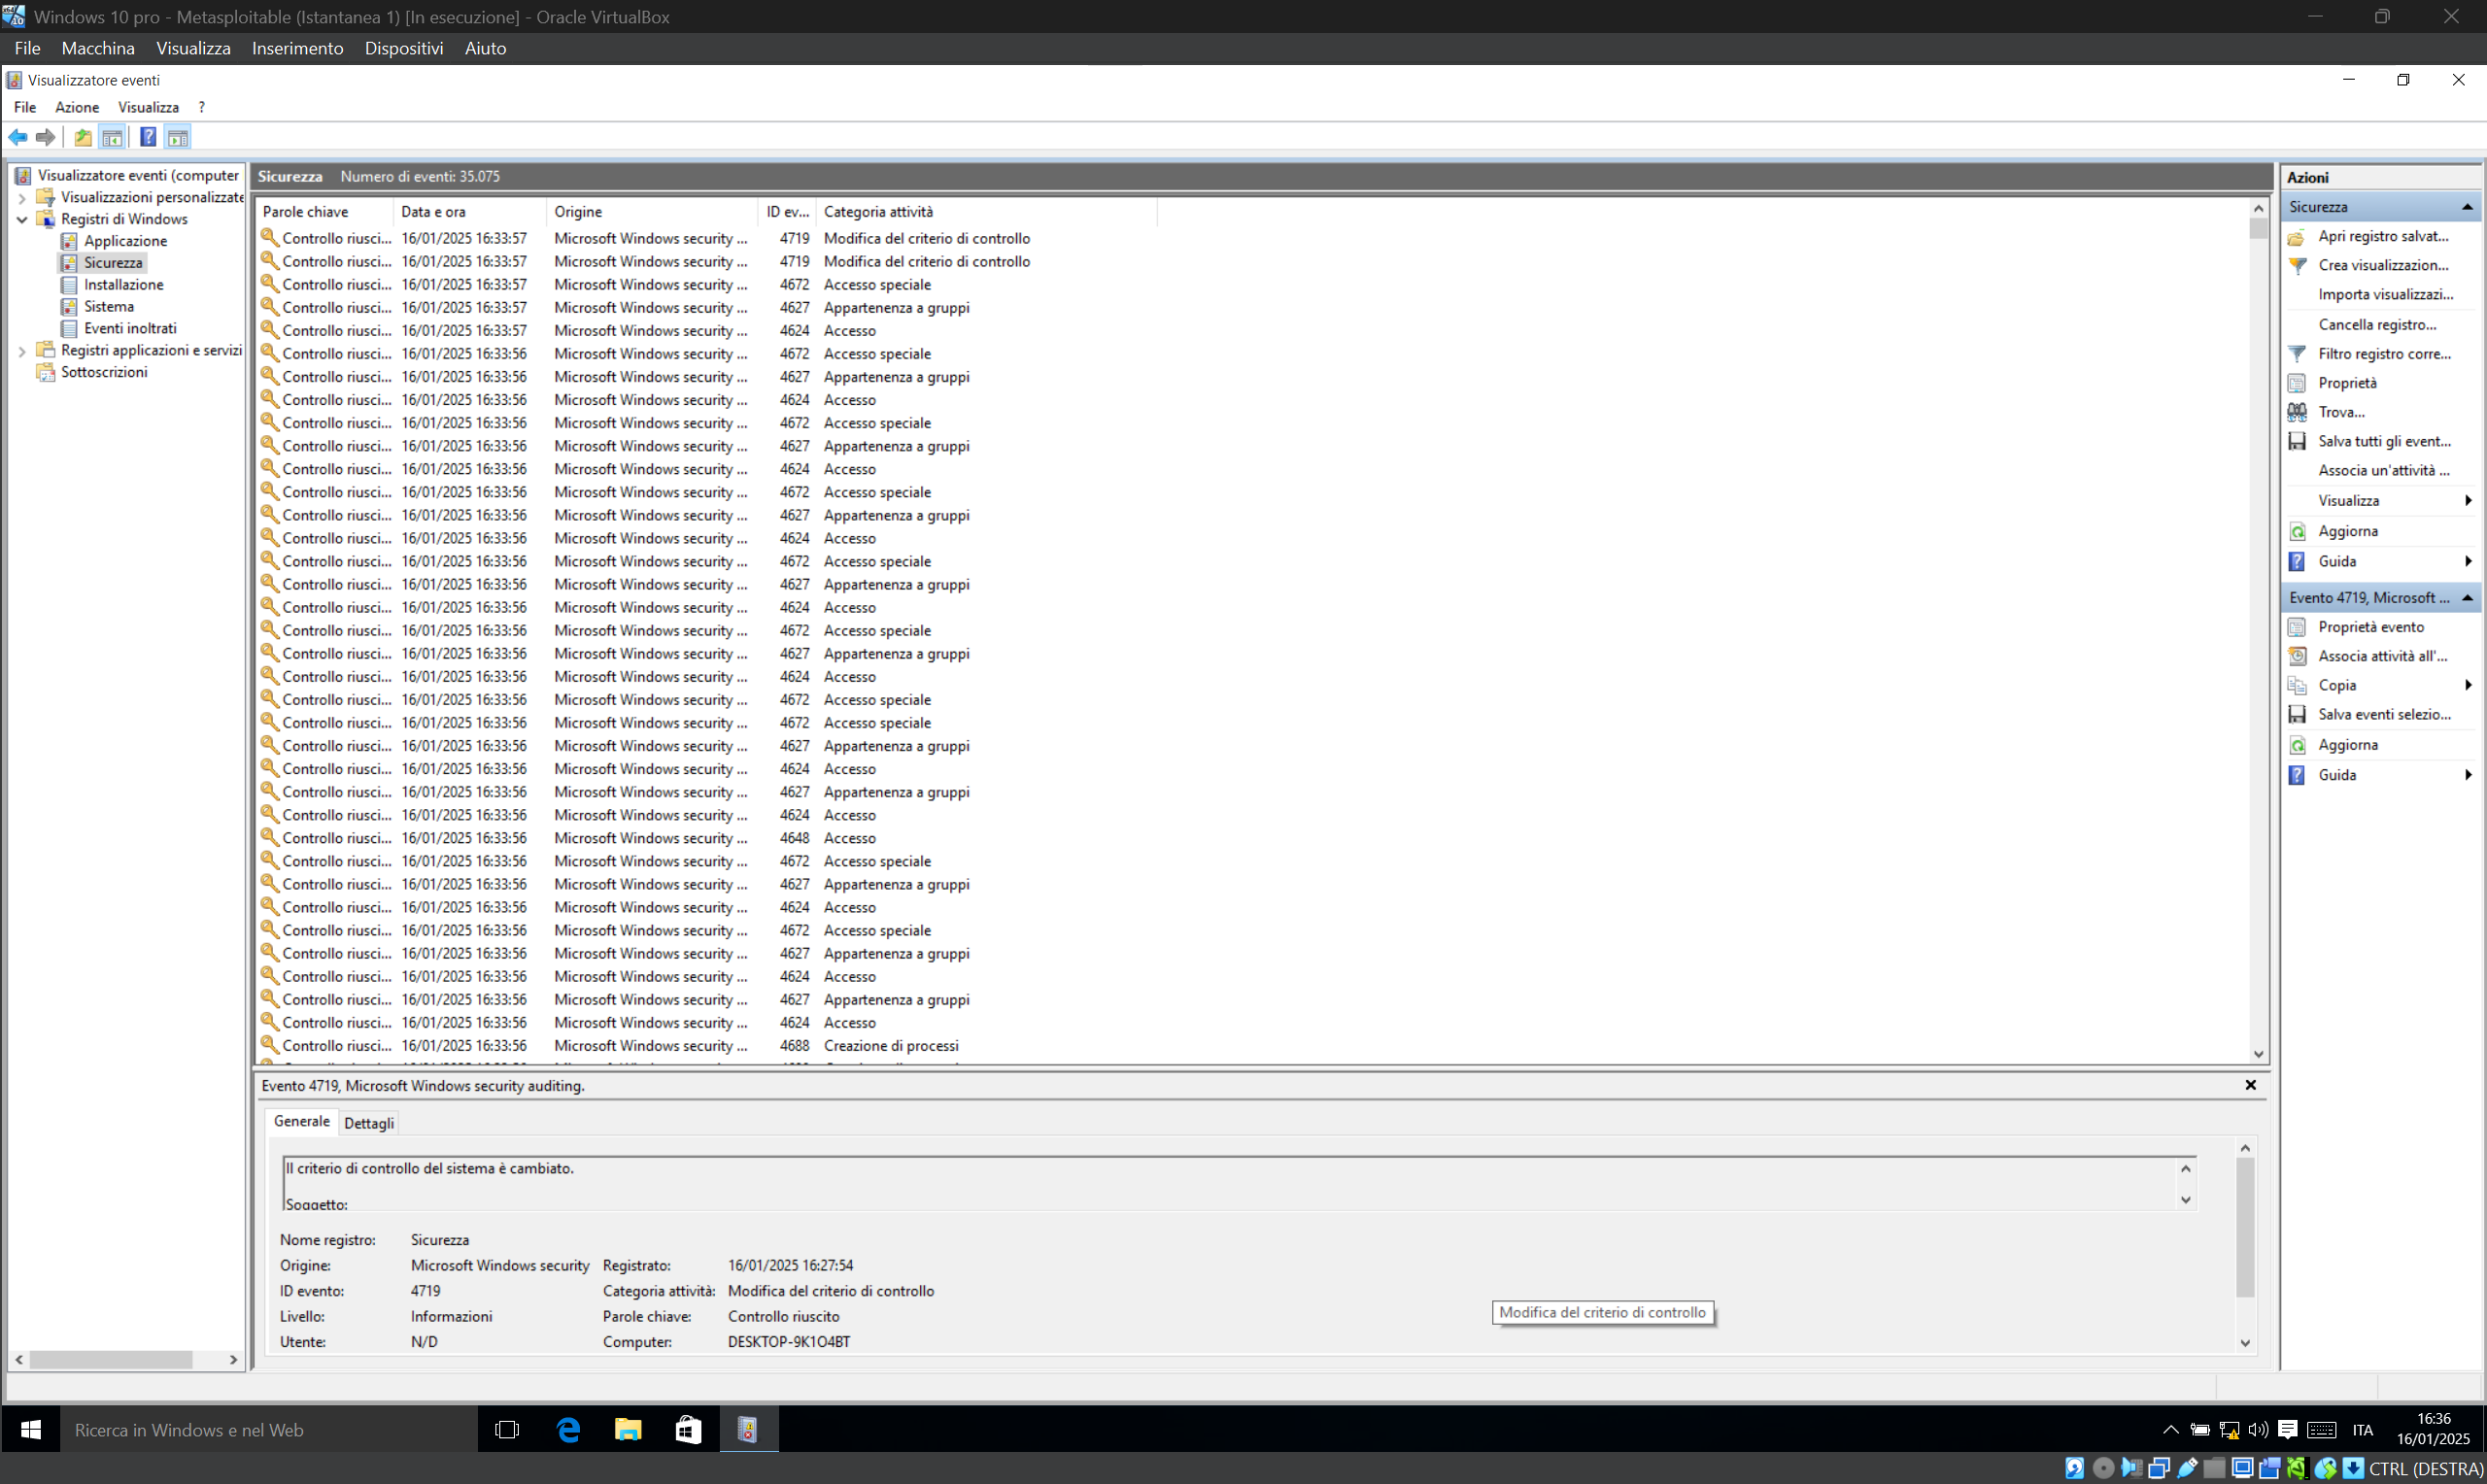 Windows 10 pro - Metasploitable (Istantanea 1) [In esecuzione] - Oracle VirtualBox
File Macchina Visualizza Inserimento Dispositivi Aiuto
Visualizzatore eventi
File Azione Visualizza ?
Visualizzatore eventi (computer
Visualizzazioni personalizzate
Registri di Windows
Applicazione
Sicurezza
Installazione
Sistema
Eventi inoltrati
Registri applicazioni e servizi
Sottoscrizioni
Sicurezza Numero di eventi: 35.075
Parole chiave Data e ora Origine ID ev... Categoria attività
Controllo riusci... 16/01/2025 16:33:57 Microsoft Windows security ... 4719 Modifica del criterio di controllo
Controllo riusci... 16/01/2025 16:33:57 Microsoft Windows security ... 4719 Modifica del criterio di controllo
Controllo riusci... 16/01/2025 16:33:57 Microsoft Windows security ... 4672 Accesso speciale
Controllo riusci... 16/01/2025 16:33:57 Microsoft Windows security ... 4627 Appartenenza a gruppi
Controllo riusci... 16/01/2025 16:33:57 Microsoft Windows security ... 4624 Accesso
Controllo riusci... 16/01/2025 16:33:56 Microsoft Windows security ... 4672 Accesso speciale
Controllo riusci... 16/01/2025 16:33:56 Microsoft Windows security ... 4627 Appartenenza a gruppi
Controllo riusci... 16/01/2025 16:33:56 Microsoft Windows security ... 4624 Accesso
Controllo riusci... 16/01/2025 16:33:56 Microsoft Windows security ... 4672 Accesso speciale
Controllo riusci... 16/01/2025 16:33:56 Microsoft Windows security ... 4627 Appartenenza a gruppi
Controllo riusci... 16/01/2025 16:33:56 Microsoft Windows security ... 4624 Accesso
Controllo riusci... 16/01/2025 16:33:56 Microsoft Windows security ... 4672 Accesso speciale
Controllo riusci... 16/01/2025 16:33:56 Microsoft Windows security ... 4627 Appartenenza a gruppi
Controllo riusci... 16/01/2025 16:33:56 Microsoft Windows security ... 4624 Accesso
Controllo riusci... 16/01/2025 16:33:56 Microsoft Windows security ... 4672 Accesso speciale
Controllo riusci... 16/01/2025 16:33:56 Microsoft Windows security ... 4627 Appartenenza a gruppi
Controllo riusci... 16/01/2025 16:33:56 Microsoft Windows security ... 4624 Accesso
Controllo riusci... 16/01/2025 16:33:56 Microsoft Windows security ... 4672 Accesso speciale
Controllo riusci... 16/01/2025 16:33:56 Microsoft Windows security ... 4627 Appartenenza a gruppi
Controllo riusci... 16/01/2025 16:33:56 Microsoft Windows security ... 4624 Accesso
Controllo riusci... 16/01/2025 16:33:56 Microsoft Windows security ... 4672 Accesso speciale
Controllo riusci... 16/01/2025 16:33:56 Microsoft Windows security ... 4672 Accesso speciale
Controllo riusci... 16/01/2025 16:33:56 Microsoft Windows security ... 4627 Appartenenza a gruppi
Controllo riusci... 16/01/2025 16:33:56 Microsoft Windows security ... 4624 Accesso
Controllo riusci... 16/01/2025 16:33:56 Microsoft Windows security ... 4627 Appartenenza a gruppi
Controllo riusci... 16/01/2025 16:33:56 Microsoft Windows security ... 4624 Accesso
Controllo riusci... 16/01/2025 16:33:56 Microsoft Windows security ... 4648 Accesso
Controllo riusci... 16/01/2025 16:33:56 Microsoft Windows security ... 4672 Accesso speciale
Controllo riusci... 16/01/2025 16:33:56 Microsoft Windows security ... 4627 Appartenenza a gruppi
Controllo riusci... 16/01/2025 16:33:56 Microsoft Windows security ... 4624 Accesso
Controllo riusci... 16/01/2025 16:33:56 Microsoft Windows security ... 4672 Accesso speciale
Controllo riusci... 16/01/2025 16:33:56 Microsoft Windows security ... 4627 Appartenenza a gruppi
Controllo riusci... 16/01/2025 16:33:56 Microsoft Windows security ... 4624 Accesso
Controllo riusci... 16/01/2025 16:33:56 Microsoft Windows security ... 4627 Appartenenza a gruppi
Controllo riusci... 16/01/2025 16:33:56 Microsoft Windows security ... 4624 Accesso
Controllo riusci... 16/01/2025 16:33:56 Microsoft Windows security ... 4688 Creazione di processi
Evento 4719, Microsoft Windows security auditing.
Generale Dettagli
Il criterio di controllo del sistema è cambiato.
Soggetto:
Nome registro: Sicurezza
Origine: Microsoft Windows security Registrato: 16/01/2025 16:27:54
ID evento: 4719 Categoria attività: Modifica del criterio di controllo
Livello: Informazioni Parole chiave: Controllo riuscito
Utente: N/D Computer: DESKTOP-9K1O4BT
Modifica del criterio di controllo
Azioni
Sicurezza
Apri registro salvat...
Crea visualizzazion...
Importa visualizzazi...
Cancella registro...
Filtro registro corre...
Proprietà
Trova...
Salva tutti gli event...
Associa un'attività ...
Visualizza
Aggiorna
Guida
Evento 4719, Microsoft ...
Proprietà evento
Associa attività all'...
Copia
Salva eventi selezio...
Aggiorna
Guida
Ricerca in Windows e nel Web
ITA
16:36
16/01/2025
CTRL (DESTRA)